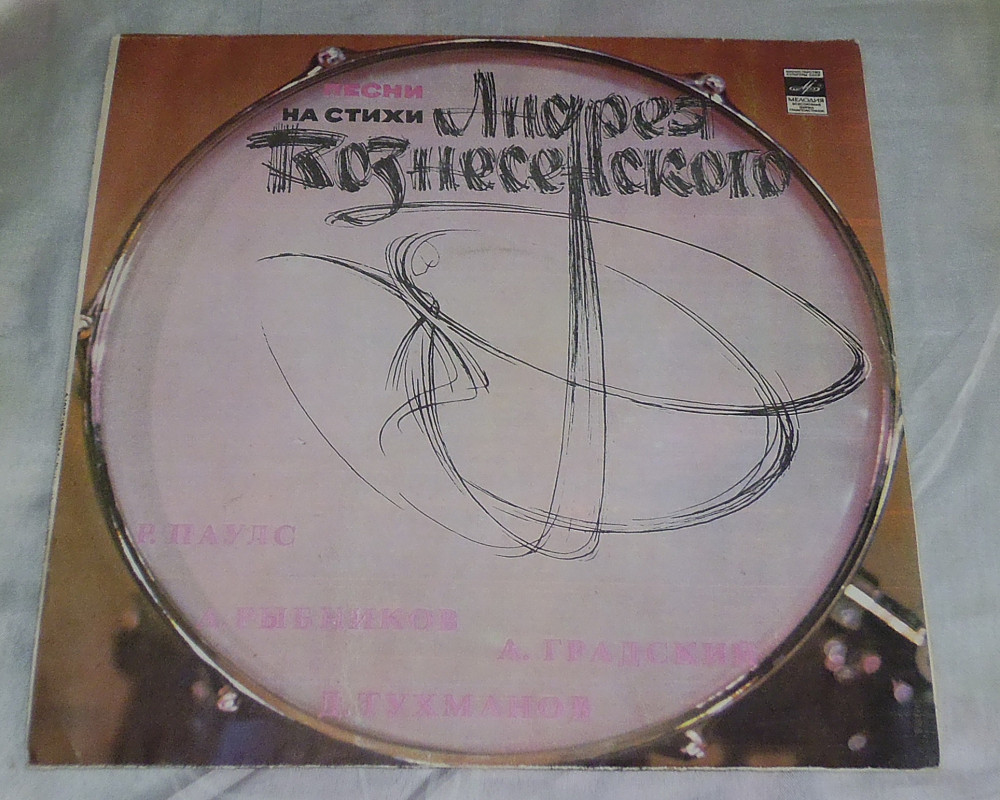 ПЕСНИ
НА СТИХИ Андрея
Вознесенского
МЕЛОДИЯ
Р. ПАУЛС
А. РЫБНИКОВ
А. ГРАДСКИЙ
Д. ТУХМАНОВ